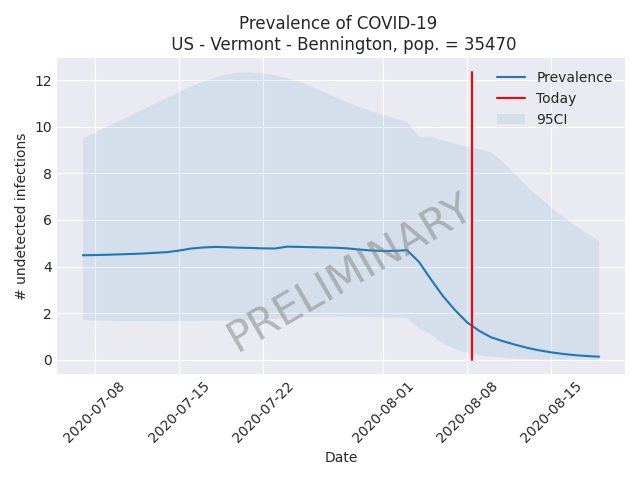 Prevalence of COVID-19
US - Vermont - Bennington, pop. = 35470
12
10
8
6
4
2
0
# undetected infections
Prevalence
Today
95CI
PRELIMINARY
2020-07-08
2020-07-15
2020-07-22
2020-08-01
2020-08-08
2020-08-15
Date